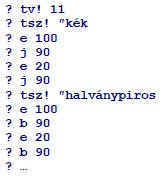 ? tv! 11
? tsz! "kék
? e 100
? j 90
? e 20
? j 90
? tsz! "halványpiros
? e 100
? b 90
? e 20
? b 90
? …